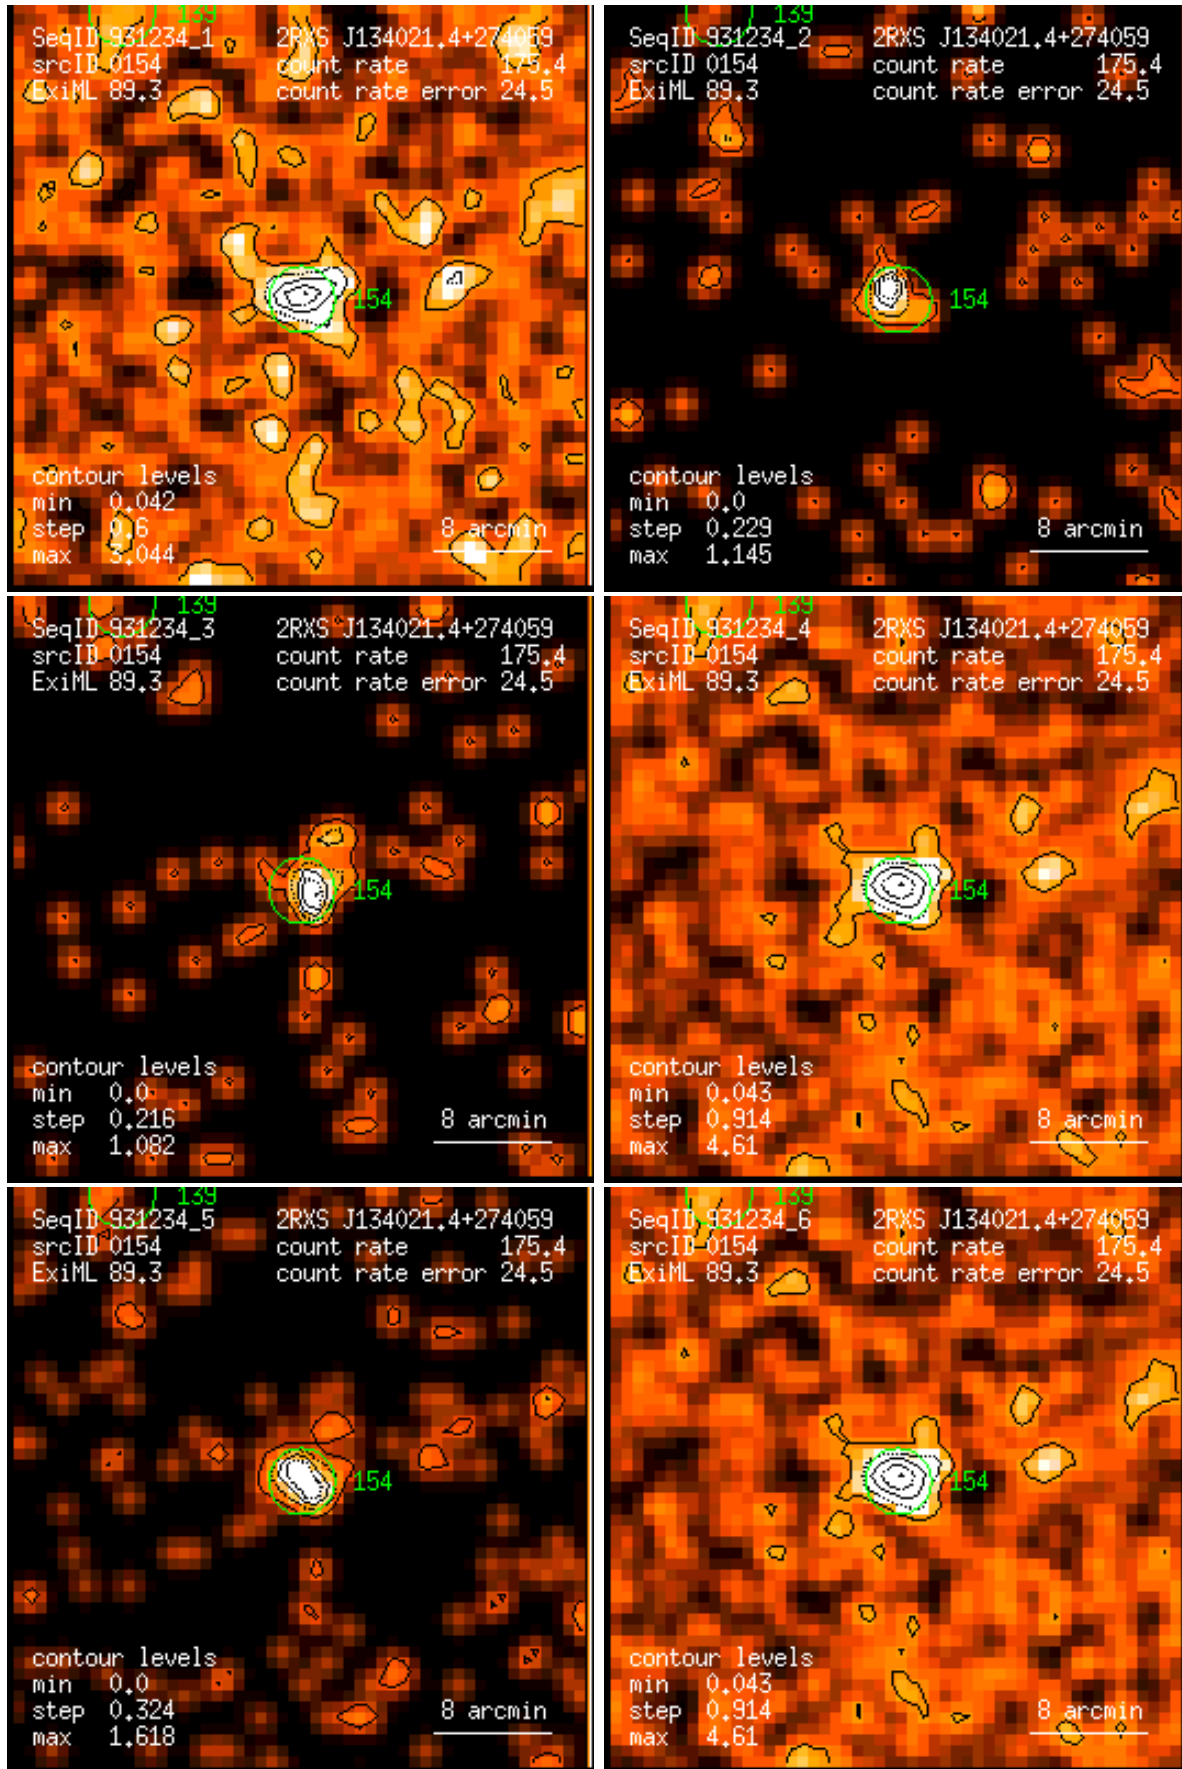 139
SeqID 931234_1 2RXS J134021.4+274059
srcID 0154 count rate 175.4
ExiML 89.3 count rate error 24.5
154
contour levels
min 0.042
step 0.6
max 3.044
8 arcmin
139
SeqID 931234_2 2RXS J134021.4+274059
srcID 0154 count rate 175.4
ExiML 89.3 count rate error 24.5
154
contour levels
min 0.0
step 0.229
max 1.145
8 arcmin
139
SeqID 931234_3 2RXS J134021.4+274059
srcID 0154 count rate 175.4
ExiML 89.3 count rate error 24.5
154
contour levels
min 0.0
step 0.216
max 1.082
8 arcmin
139
SeqID 931234_4 2RXS J134021.4+274059
srcID 0154 count rate 175.4
ExiML 89.3 count rate error 24.5
154
contour levels
min 0.043
step 0.914
max 4.61
8 arcmin
139
SeqID 931234_5 2RXS J134021.4+274059
srcID 0154 count rate 175.4
ExiML 89.3 count rate error 24.5
154
contour levels
min 0.0
step 0.324
max 1.618
8 arcmin
139
SeqID 931234_6 2RXS J134021.4+274059
srcID 0154 count rate 175.4
ExiML 89.3 count rate error 24.5
154
contour levels
min 0.043
step 0.914
max 4.61
8 arcmin